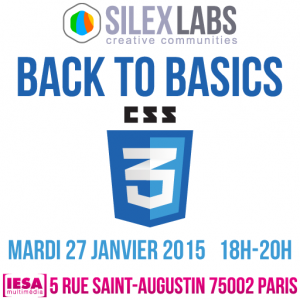 SILEX LABS
creative communities
BACK TO BASICS
CSS
3
MARDI 27 JANVIER 2015 18H-20H
[IESA] multimédia 5 RUE SAINT-AUGUSTIN 75002 PARIS